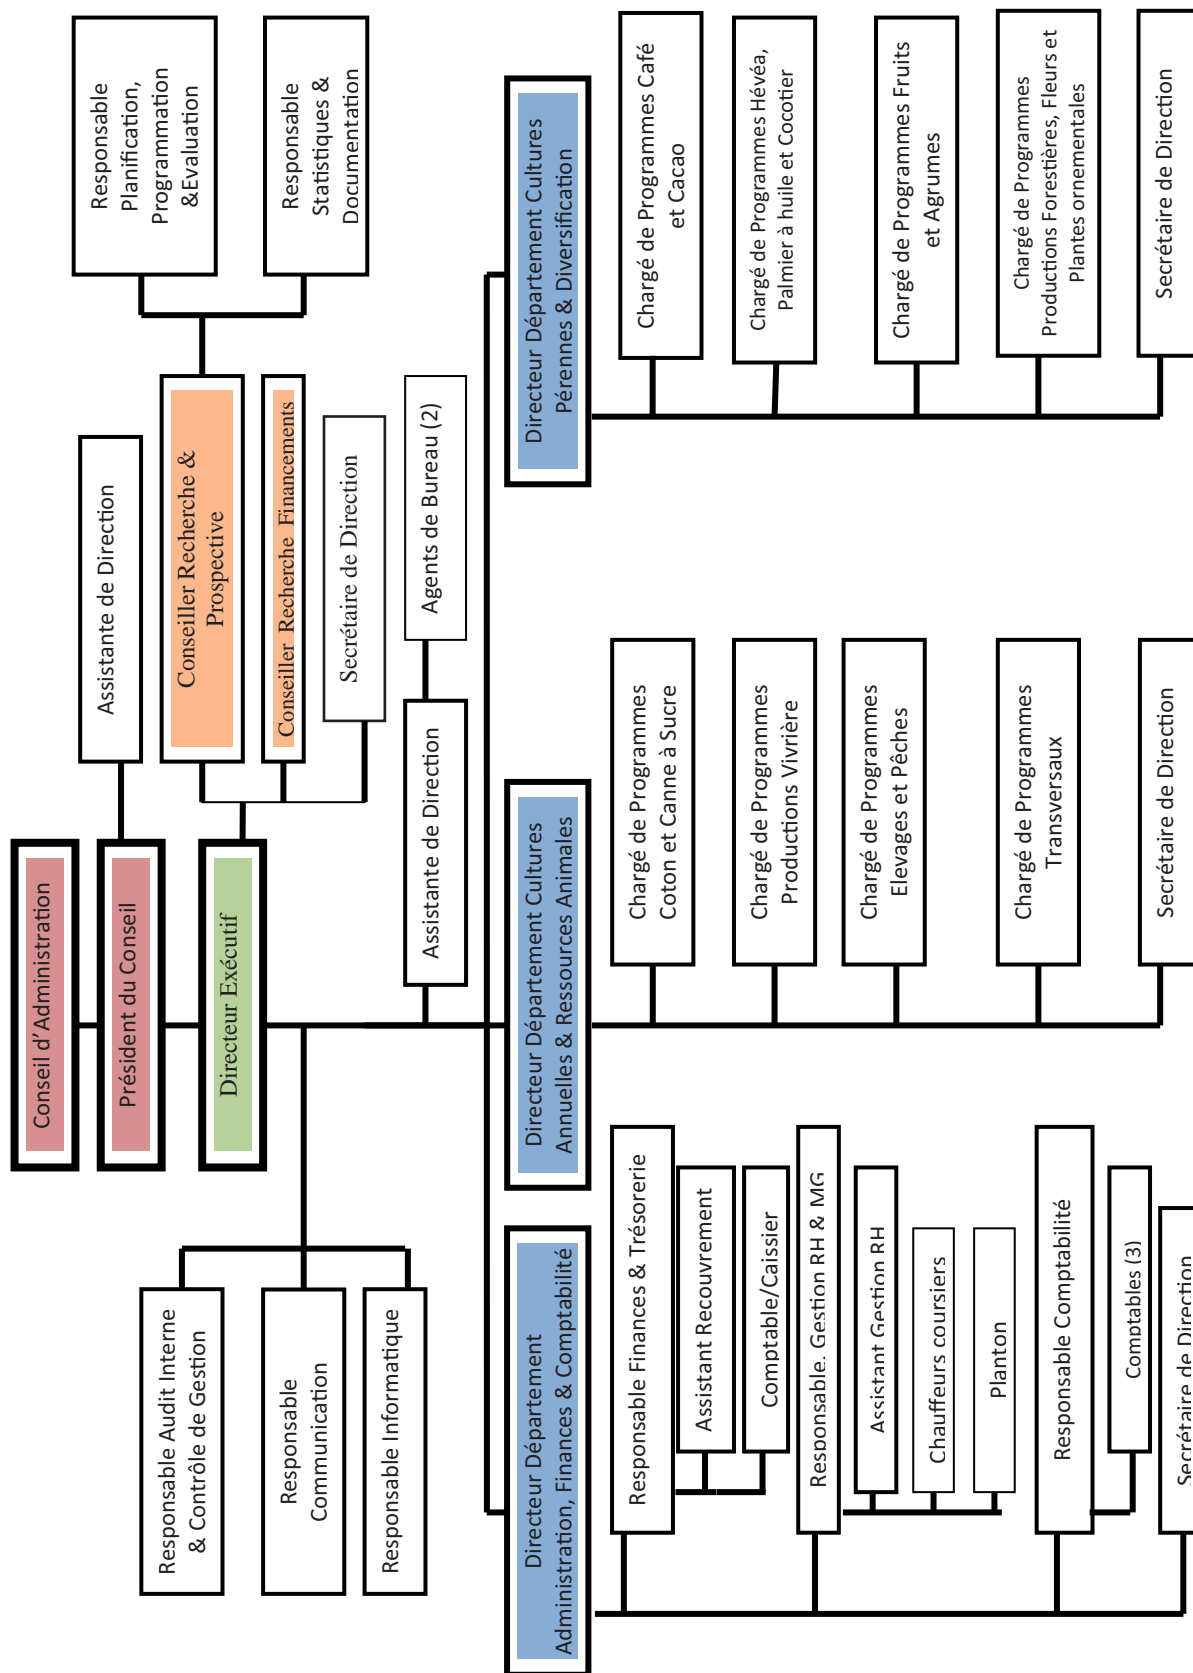 Conseil d'Administration
Président du Conseil
Assistante de Direction
Directeur Exécutif
Conseiller Recherche &
Prospective
Responsable
Planification,
Programmation
&Evaluation
Responsable
Statistiques &
Documentation
Conseiller Recherche Financements
Secrétaire de Direction
Responsable Audit Interne
& Contrôle de Gestion
Responsable
Communication
Responsable Informatique
Assistante de Direction
Agents de Bureau (2)
Directeur Département
Administration, Finances & Comptabilité
Responsable Finances & Trésorerie
Assistant Recouvrement
Comptable/Caissier
Responsable. Gestion RH & MG
Assistant Gestion RH
Chauffeurs coursiers
Planton
Responsable Comptabilité
Comptables (3)
Secrétaire de Direction
Directeur Département Cultures
Annuelles & Ressources Animales
Chargé de Programmes
Coton et Canne à Sucre
Chargé de Programmes
Productions Vivrière
Chargé de Programmes
Elevages et Pêches
Chargé de Programmes
Transversaux
Secrétaire de Direction
Directeur Département Cultures
Pérennes & Diversification
Chargé de Programmes Café
et Cacao
Chargé de Programmes Hévéa,
Palmier à huile et Cocotier
Chargé de Programmes Fruits
et Agrumes
Chargé de Programmes
Productions Forestières, Fleurs et
Plantes ornementales
Secrétaire de Direction